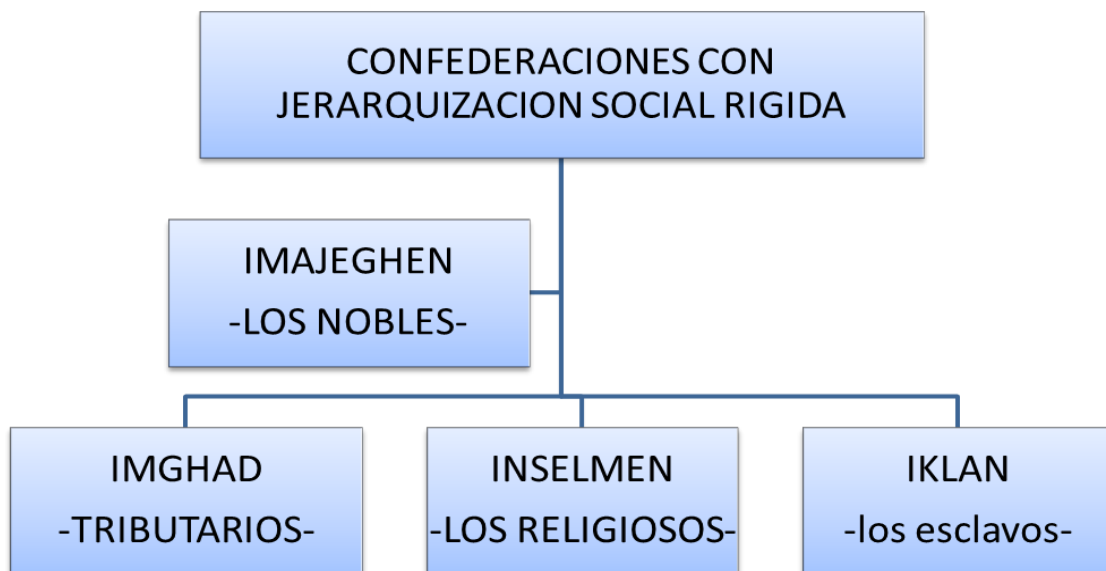 CONFEDERACIONES CON
JERARQUIZACION SOCIAL RIGIDA
IMAJEGHEN
-LOS NOBLES-
IMGHAD
-TRIBUTARIOS-
INSELMEN
-LOS RELIGIOSOS-
IKLAN
-los esclavos-